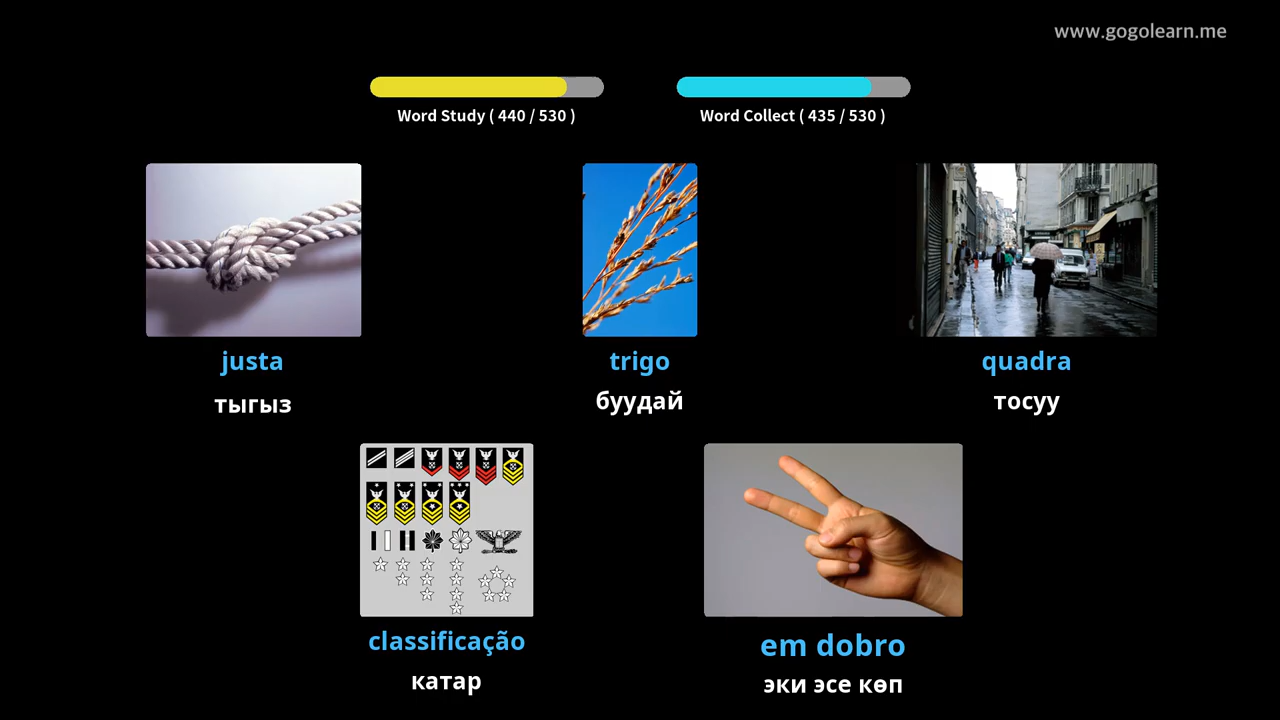 www.gogolearn.me
Word Study ( 440 / 530 )
Word Collect ( 435 / 530 )
justa
trigo
quadra
тыгыз
буудай
тосуу
classificação
em dobro
катар
эки эсе көп